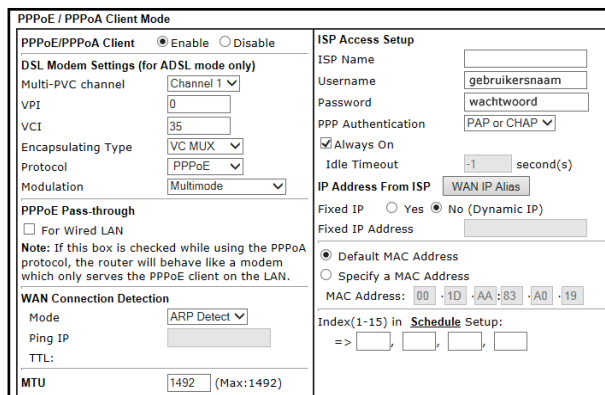 PPPoE / PPPoA Client Mode
PPPoE/PPPoA Client Enable Disable
DSL Modem Settings (for ADSL mode only)
Multi-PVC channel Channel 1
VPI 0
VCI 35
Encapsulating Type VC MUX
Protocol PPPoE
Modulation Multimode
PPPoE Pass-through
For Wired LAN
Note: If this box is checked while using the PPPoA
protocol, the router will behave like a modem
which only serves the PPPoE client on the LAN.
WAN Connection Detection
Mode ARP Detect
Ping IP
TTL:
MTU 1492 (Max:1492)
ISP Access Setup
ISP Name
Username gebruikersnaam
Password wachtwoord
PPP Authentication PAP or CHAP
Always On
Idle Timeout -1 second(s)
IP Address From ISP WAN IP Alias
Fixed IP Yes No (Dynamic IP)
Fixed IP Address
Default MAC Address
Specify a MAC Address
MAC Address: 00 ·1D ·AA:83 ·A0 ·19
Index(1-15) in Schedule Setup:
=> , , ,